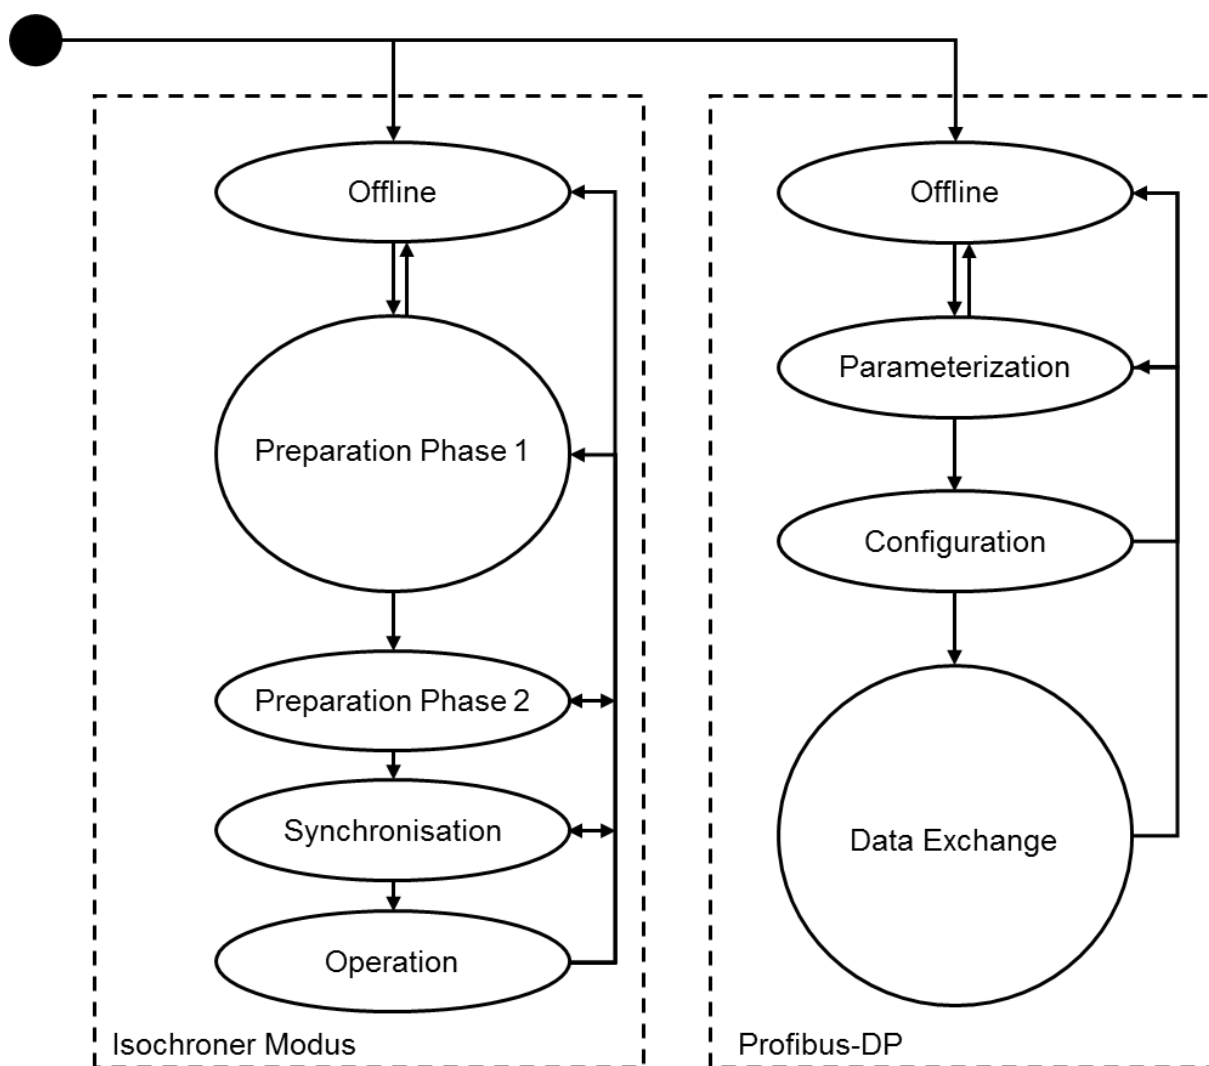 Offline
Preparation Phase 1
Preparation Phase 2
Synchronisation
Operation
Isochroner Modus
Offline
Parameterization
Configuration
Data Exchange
Profibus-DP